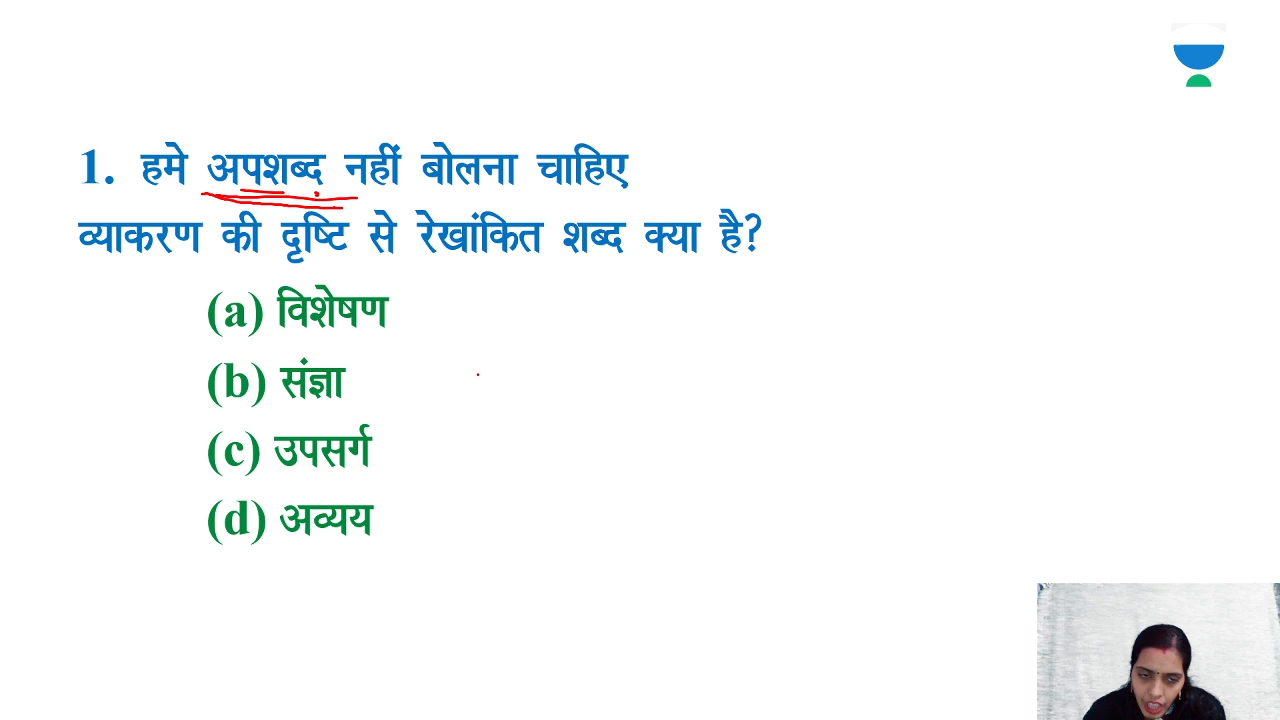 1. हमे अपशब्द नहीं बोलना चाहिए
व्याकरण की दृष्टि से रेखांकित शब्द क्या है?
(a) विशेषण
(b) संज्ञा
(c) उपसर्ग
(d) अव्यय